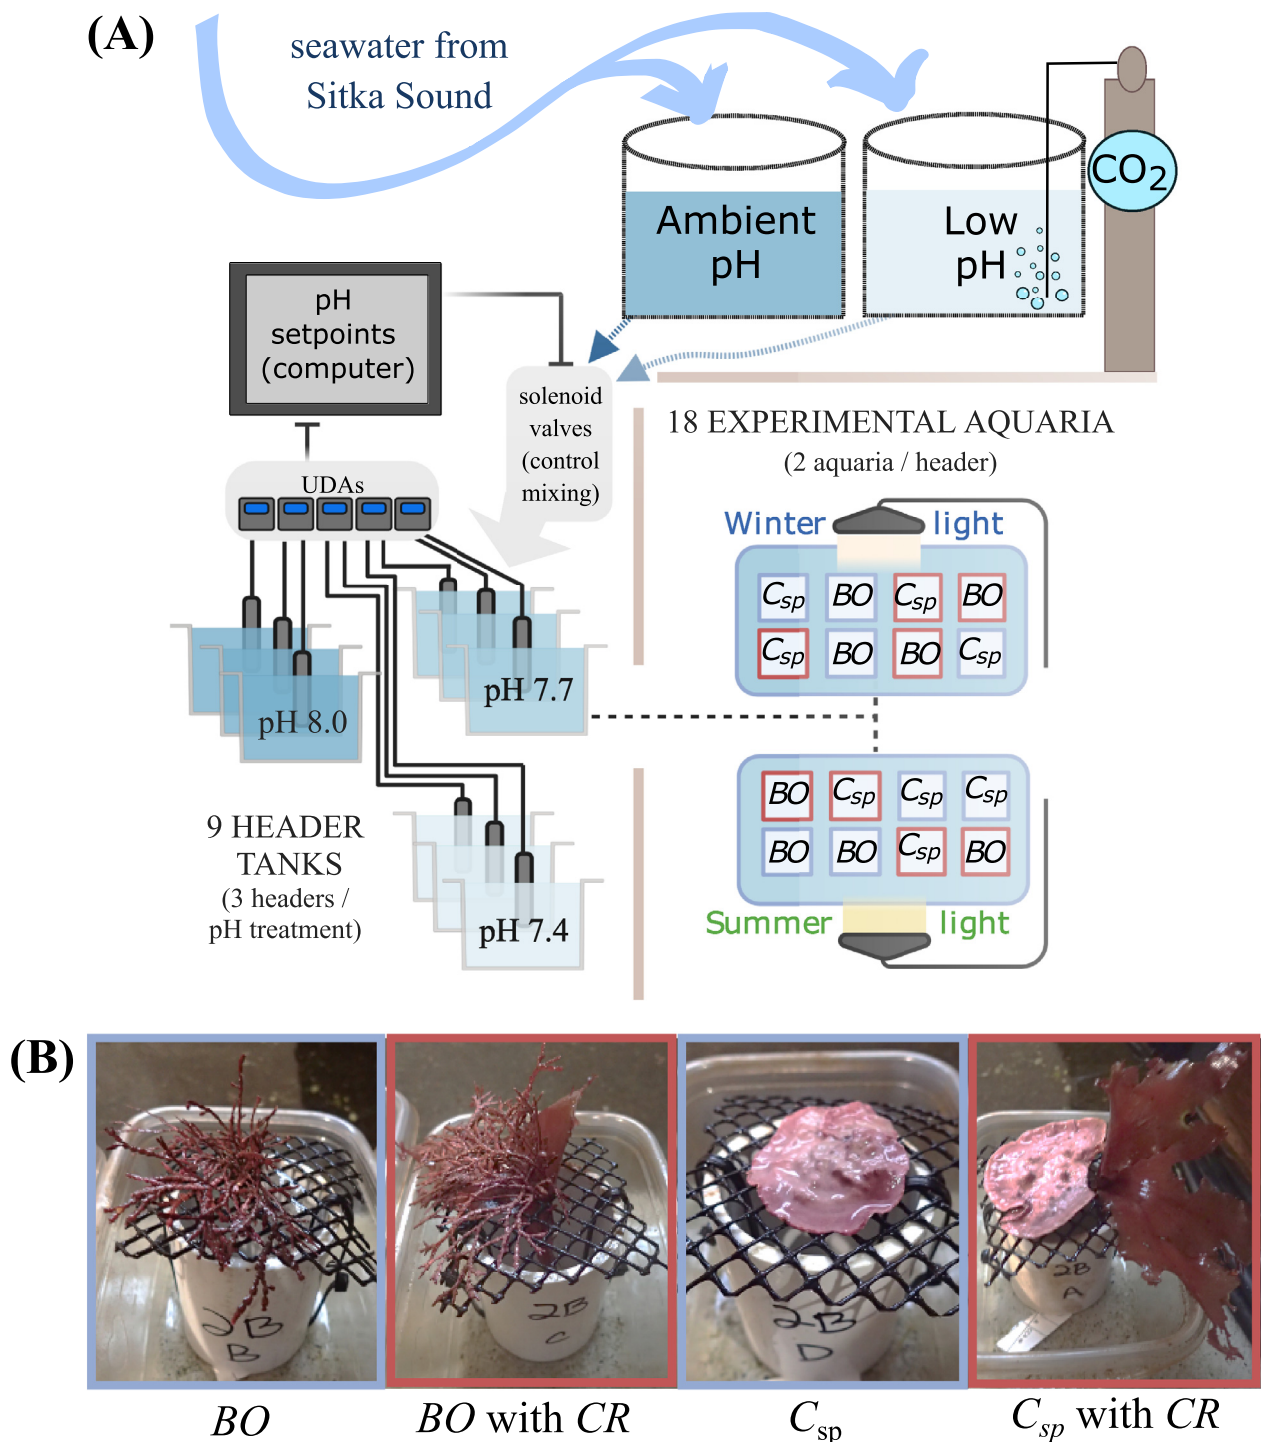 (A)
seawater from
Sitka Sound
CO2
Ambient
pH
Low
pH
pH
setpoints
(computer)
solenoid
valves
(control
mixing)
18 EXPERIMENTAL AQUARIA
(2 aquaria / header)
UDAs
Winter light
Csp BO Csp BO
Csp BO BO Csp
pH 7.7
pH 8.0
BO Csp Csp Csp
BO BO Csp BO
9 HEADER
TANKS
(3 headers /
pH treatment)
pH 7.4
Summer light
(B)
2B
B
2B
C
2B
D
2B
A
BO
BO with CR
Csp
Csp with CR